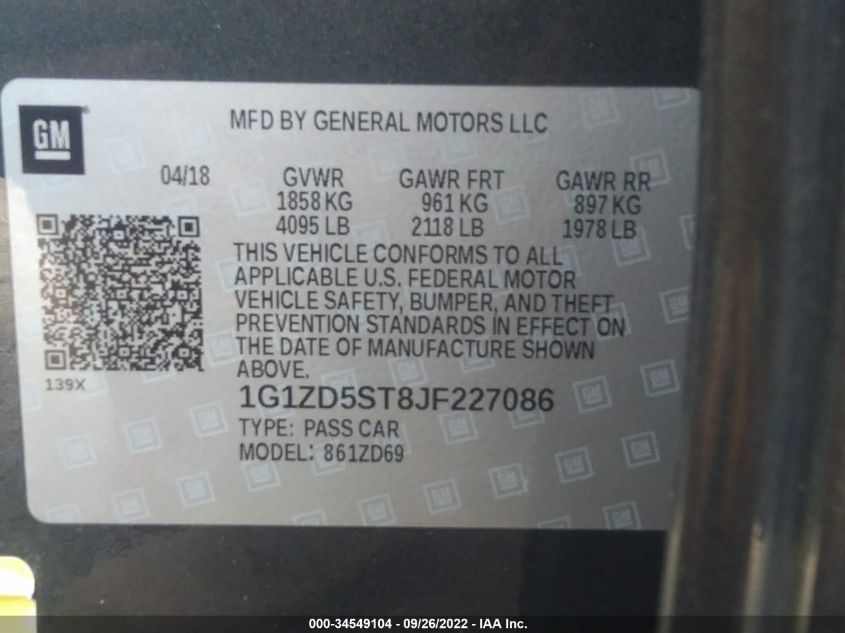 GM
MFD BY GENERAL MOTORS LLC
04/18 GVWR GAWR FRT GAWR RR
1858 KG 961 KG 897 KG
4095 LB 2118 LB 1978 LB
THIS VEHICLE CONFORMS TO ALL
APPLICABLE U.S. FEDERAL MOTOR
VEHICLE SAFETY, BUMPER, AND THEFT
PREVENTION STANDARDS IN EFFECT ON
THE DATE OF MANUFACTURE SHOWN
ABOVE.
139X
1G1ZD5ST8JF227086
TYPE: PASS CAR
MODEL: 861ZD69
000-34549104 - 09/26/2022 - IAA Inc.